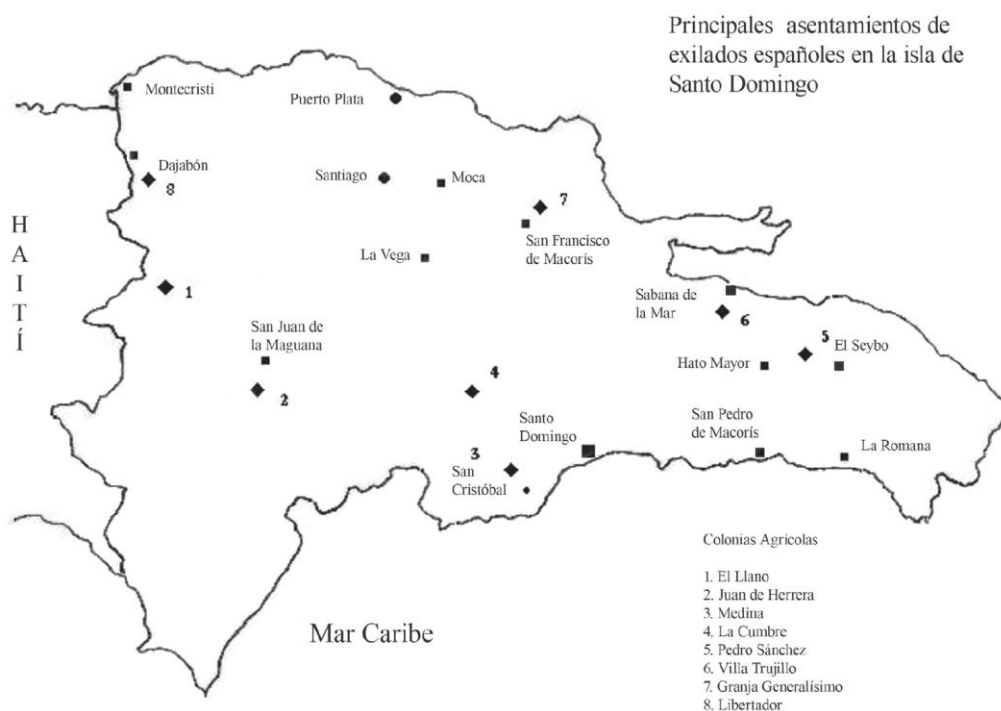 Principales asentamientos de
exilados españoles en la isla de
Santo Domingo
Montecristi
Puerto Plata
Dajabón
8
Santiago
Moca
7
San Francisco
de Macorís
HAITÍ
La Vega
1
Sabana de
la Mar
6
San Juan de
la Maguana
5
El Seybo
Hato Mayor
4
2
Santo
Domingo
San Pedro
de Macorís
La Romana
3
San
Cristóbal
Mar Caribe
Colonias Agrícolas
1. El Llano
2. Juan de Herrera
3. Medina
4. La Cumbre
5. Pedro Sánchez
6. Villa Trujillo
7. Granja Generalísimo
8. Libertador